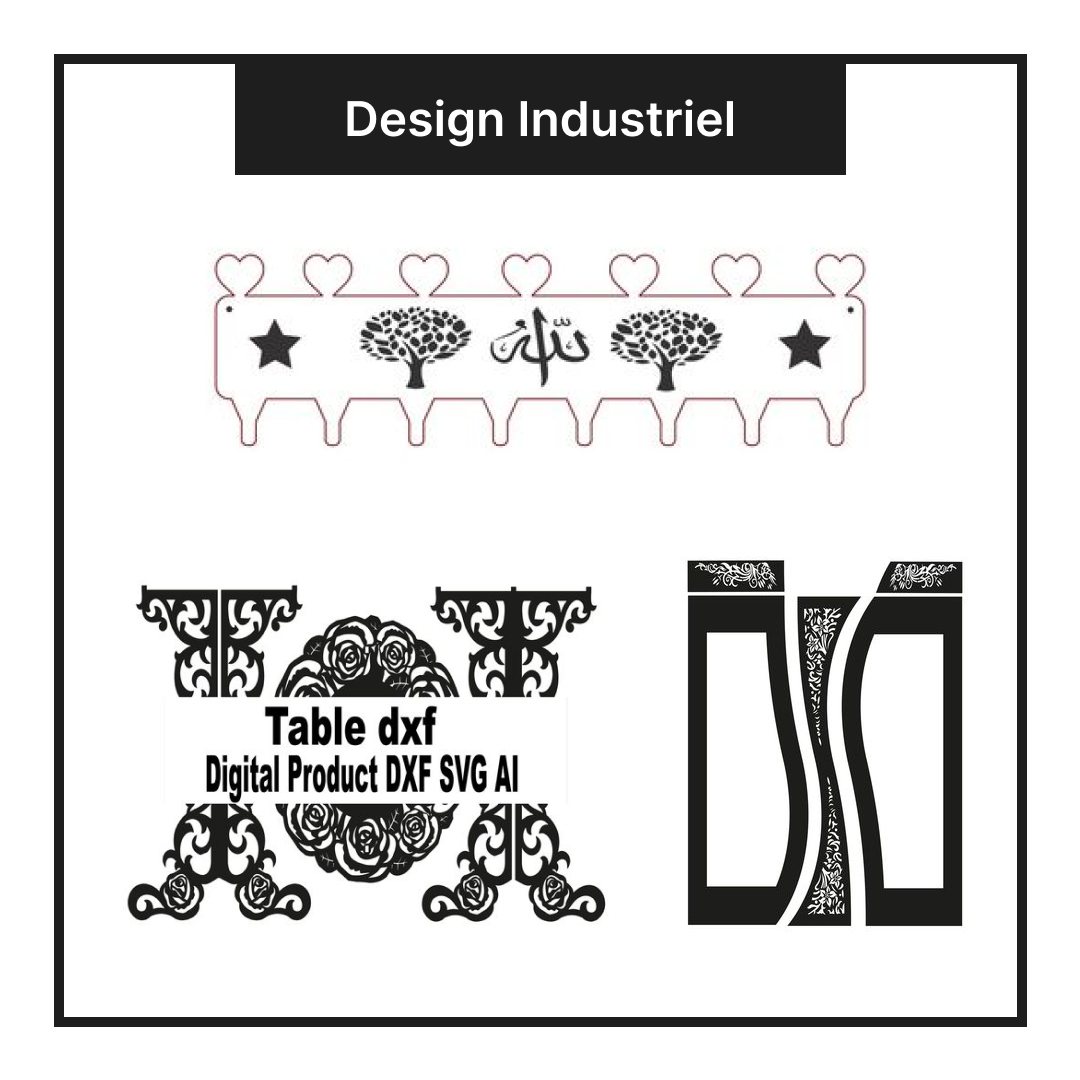 Design Industriel
الله
Table dxf
Digital Product DXF SVG AI